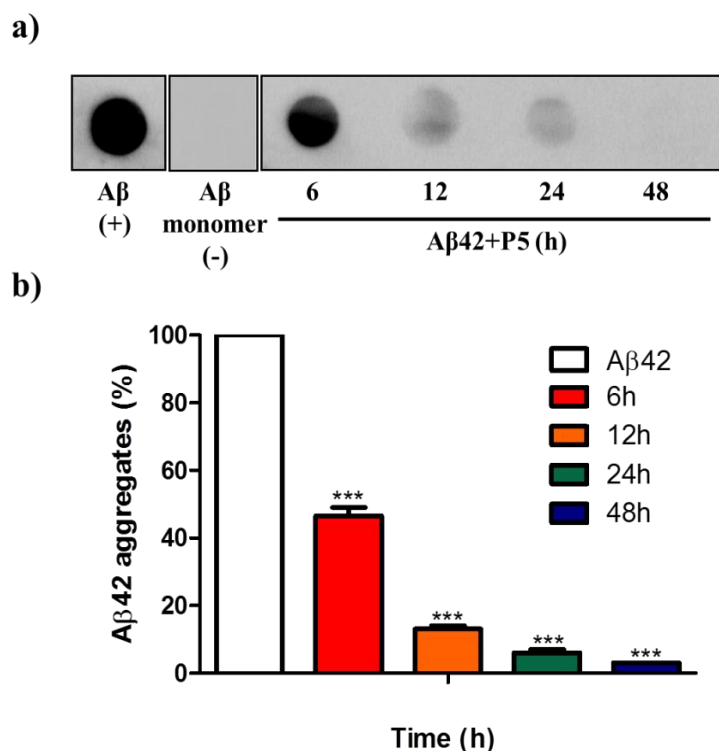 a)
Aβ Aβ 6 12 24 48
(+) monomer Aβ42+P5 (h)
(-)
b)
Aβ42 aggregates (%)
100
80
60
40
20
0
***
***
***
***
Aβ42
6h
12h
24h
48h
Time (h)